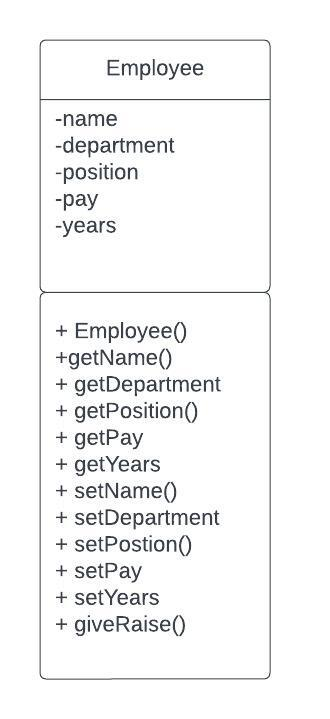 Employee
-name
-department
-position
-pay
-years
+ Employee()
+getName()
+ getDepartment
+ getPosition()
+ getPay
+ getYears
+ setName()
+ setDepartment
+ setPostion()
+ setPay
+ setYears
+ giveRaise()